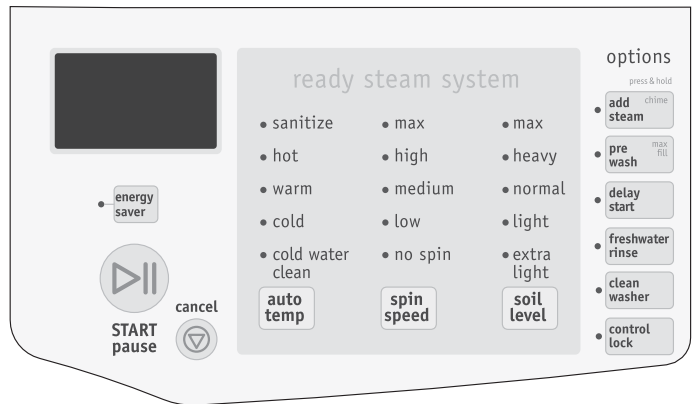 ready steam system
sanitize
hot
warm
cold
cold water
clean
auto
temp
max
high
medium
low
no spin
spin
speed
max
heavy
normal
light
extra
light
soil
level
energy
saver
START
pause
cancel
options
press & hold
add
steam
chime
pre
wash
max
fill
delay
start
freshwater
rinse
clean
washer
control
lock